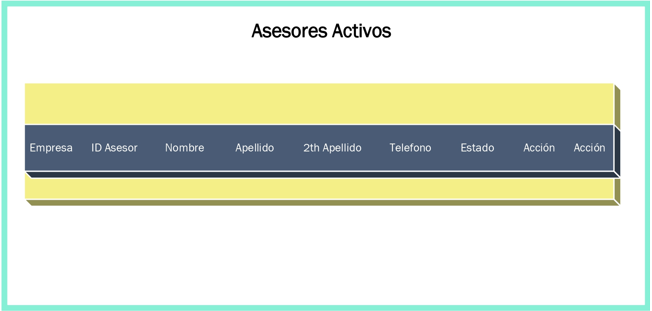 Asesores Activos
Empresa ID Asesor Nombre Apellido 2th Apellido Telefono Estado Acción Acción